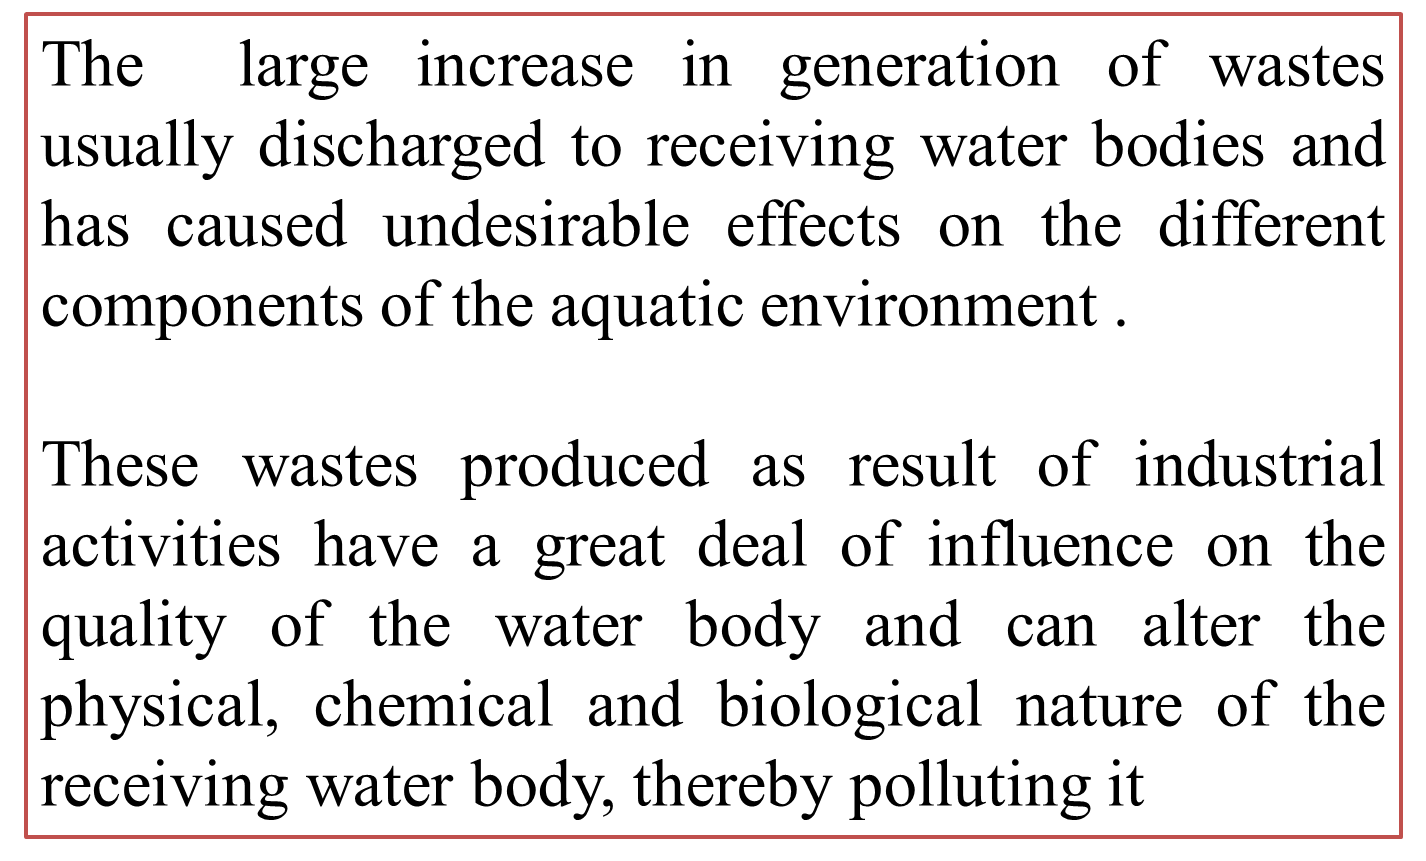 The large increase in generation of wastes
usually discharged to receiving water bodies and
has caused undesirable effects on the different
components of the aquatic environment .
These wastes produced as result of industrial
activities have a great deal of influence on the
quality of the water body and can alter the
physical, chemical and biological nature of the
receiving water body, thereby polluting it